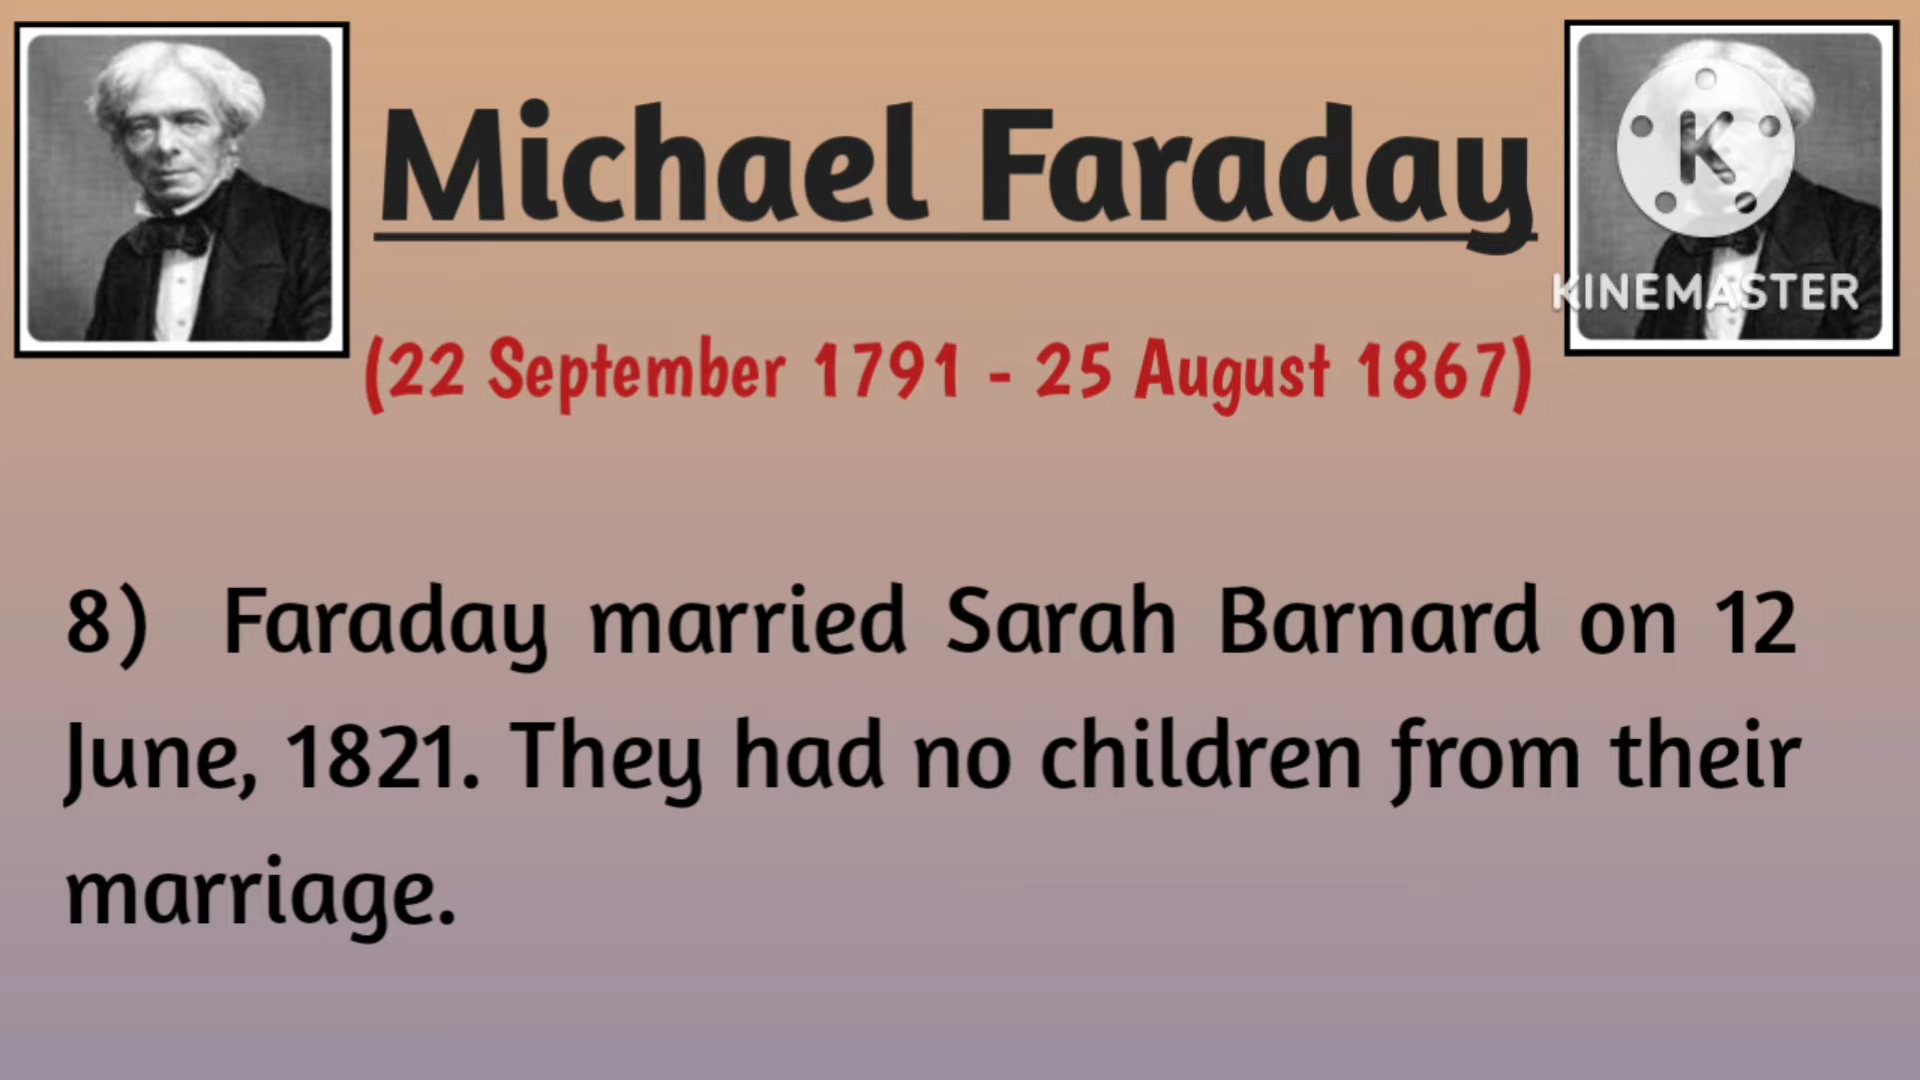 Michael Faraday
K
KINEMASTER
(22 September 1791 - 25 August 1867)
8) Faraday married Sarah Barnard on 12
June, 1821. They had no children from their
marriage.